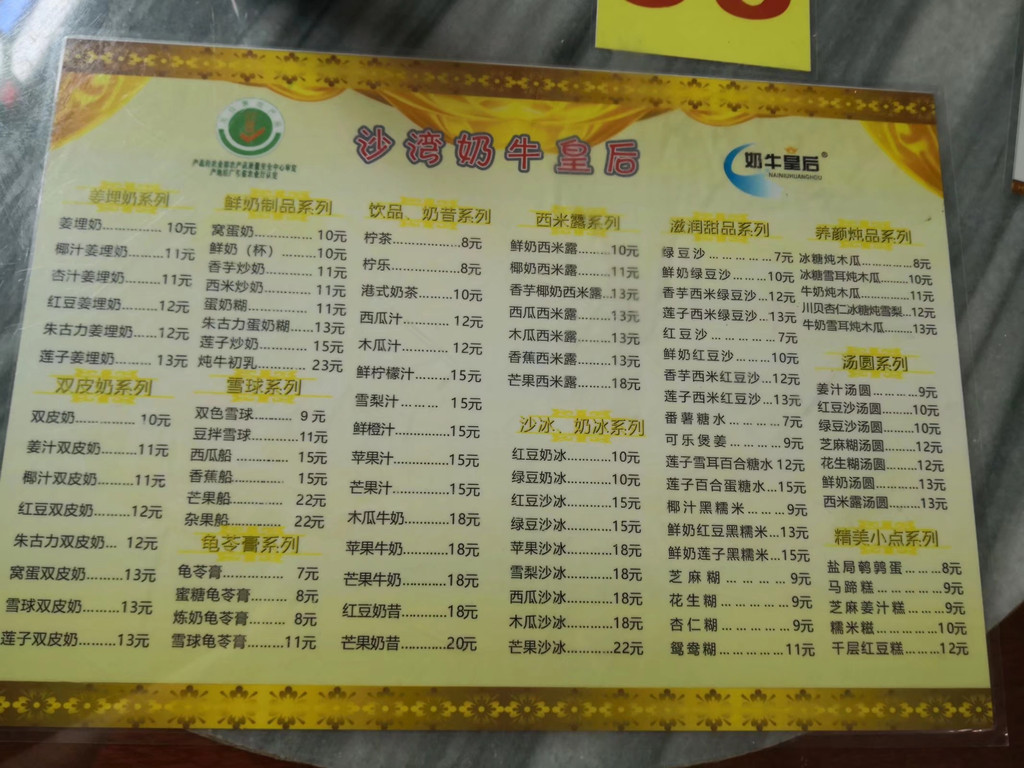 沙湾奶牛皇后
奶牛皇后®
NAINIUHUANGHOU
姜埋奶系列
姜埋奶............10元
椰汁姜埋奶.........11元
杏汁姜埋奶.........11元
红豆姜埋奶.........12元
朱古力姜埋奶......12元
莲子姜埋奶.........13元
双皮奶系列
双皮奶...............10元
姜汁双皮奶.........11元
椰汁双皮奶.........11元
红豆双皮奶.........12元
朱古力双皮奶... 12元
窝蛋双皮奶.........13元
雪球双皮奶.........13元
莲子双皮奶.........13元
鲜奶制品系列
窝蛋奶............10元
鲜奶（杯）.........10元
香芋炒奶......... 11元
西米炒奶......... 11元
蛋奶糊............ 11元
朱古力蛋奶糊......13元
莲子炒奶......... 15元
炖牛初乳......... 23元
雪球系列
双色雪球......... 9元
豆拌雪球.........11元
西瓜船............ 15元
香蕉船............ 15元
芒果船............ 22元
杂果船............ 22元
龟苓膏系列
龟苓膏............ 7元
蜜糖龟苓膏...... 8元
炼奶龟苓膏...... 8元
雪球龟苓膏......11元
饮品、奶昔系列
柠茶...............8元
柠乐...............8元
港式奶茶.........10元
西瓜汁......... 12元
木瓜汁......... 12元
鲜柠檬汁.........15元
雪梨汁......... 15元
鲜橙汁............15元
苹果汁............15元
芒果汁............15元
木瓜牛奶.........18元
苹果牛奶.........18元
芒果牛奶.........18元
红豆奶昔.........18元
芒果奶昔.........20元
西米露系列
鲜奶西米露.........10元
椰奶西米露.........11元
香芋椰奶西米露...13元
西瓜西米露.........13元
木瓜西米露.........13元
香蕉西米露.........13元
芒果西米露.........18元
沙冰、奶冰系列
红豆奶冰.........10元
绿豆奶冰.........10元
红豆沙冰.........15元
绿豆沙冰.........15元
苹果沙冰.........18元
雪梨沙冰.........18元
西瓜沙冰.........18元
木瓜沙冰.........18元
芒果沙冰.........22元
滋润甜品系列
绿豆沙............7元
鲜奶绿豆沙.........10元
香芋西米绿豆沙...12元
莲子西米绿豆沙...13元
红豆沙............7元
鲜奶红豆沙.........10元
香芋西米红豆沙...12元
莲子西米红豆沙...13元
番薯糖水............7元
可乐煲姜............9元
莲子雪耳百合糖水 12元
莲子百合蛋糖水...15元
椰汁黑糯米.........9元
鲜奶红豆黑糯米...13元
鲜奶莲子黑糯米...15元
芝麻糊............9元
花生糊............9元
杏仁糊............9元
鸳鸯糊............11元
养颜炖品系列
冰糖炖木瓜............8元
冰糖雪耳炖木瓜.........10元
牛奶炖木瓜............11元
川贝杏仁冰糖炖雪梨...12元
牛奶雪耳炖木瓜.........13元
汤圆系列
姜汁汤圆............9元
红豆沙汤圆.........10元
绿豆沙汤圆.........10元
芝麻糊汤圆.........12元
花生糊汤圆.........12元
鲜奶汤圆............13元
西米露汤圆.........13元
精美小点系列
盐局鹌鹑蛋.........8元
马蹄糕...............9元
芝麻姜汁糕.........9元
糯米糍...............10元
千层红豆糕.........12元